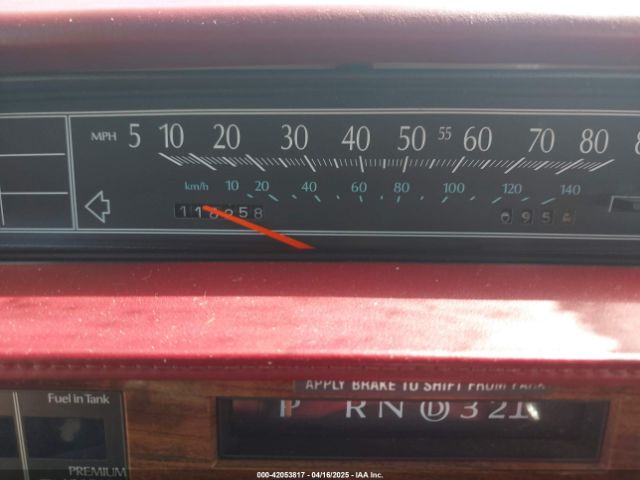 MPH 5 10 20 30 40 50 55 60 70 80
km/h 10 20 40 60 80 100 120 140
APPLY BRAKE TO SHIFT FROM PARK
Fuel in Tank
P R N D 3 2 1
PREMIUM
000-42053817 - 04/16/2025 - IAA Inc.